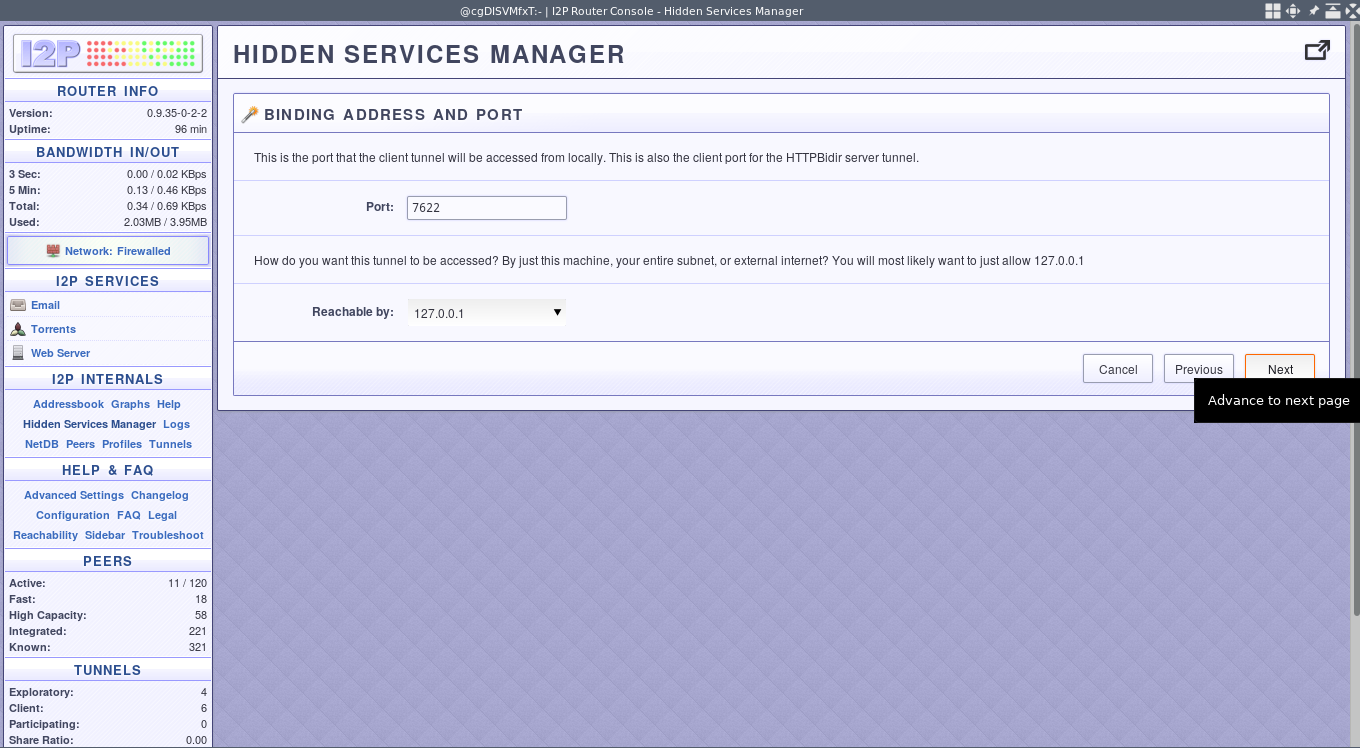 @cgDISVMfxT:- | I2P Router Console - Hidden Services Manager
I2P
ROUTER INFO
Version: 0.9.35-0-2-2
Uptime: 96 min
BANDWIDTH IN/OUT
3 Sec: 0.00 / 0.02 KBps
5 Min: 0.13 / 0.46 KBps
Total: 0.34 / 0.69 KBps
Used: 2.03MB / 3.95MB
Network: Firewalled
I2P SERVICES
Email
Torrents
Web Server
I2P INTERNALS
Addressbook Graphs Help
Hidden Services Manager Logs
NetDB Peers Profiles Tunnels
HELP & FAQ
Advanced Settings Changelog
Configuration FAQ Legal
Reachability Sidebar Troubleshoot
PEERS
Active: 11 / 120
Fast: 18
High Capacity: 58
Integrated: 221
Known: 321
TUNNELS
Exploratory: 4
Client: 6
Participating: 0
Share Ratio: 0.00
HIDDEN SERVICES MANAGER
BINDING ADDRESS AND PORT
This is the port that the client tunnel will be accessed from locally. This is also the client port for the HTTPBidir server tunnel.
Port: 7622
How do you want this tunnel to be accessed? By just this machine, your entire subnet, or external internet? You will most likely want to just allow 127.0.0.1
Reachable by: 127.0.0.1
Cancel Previous Next
Advance to next page